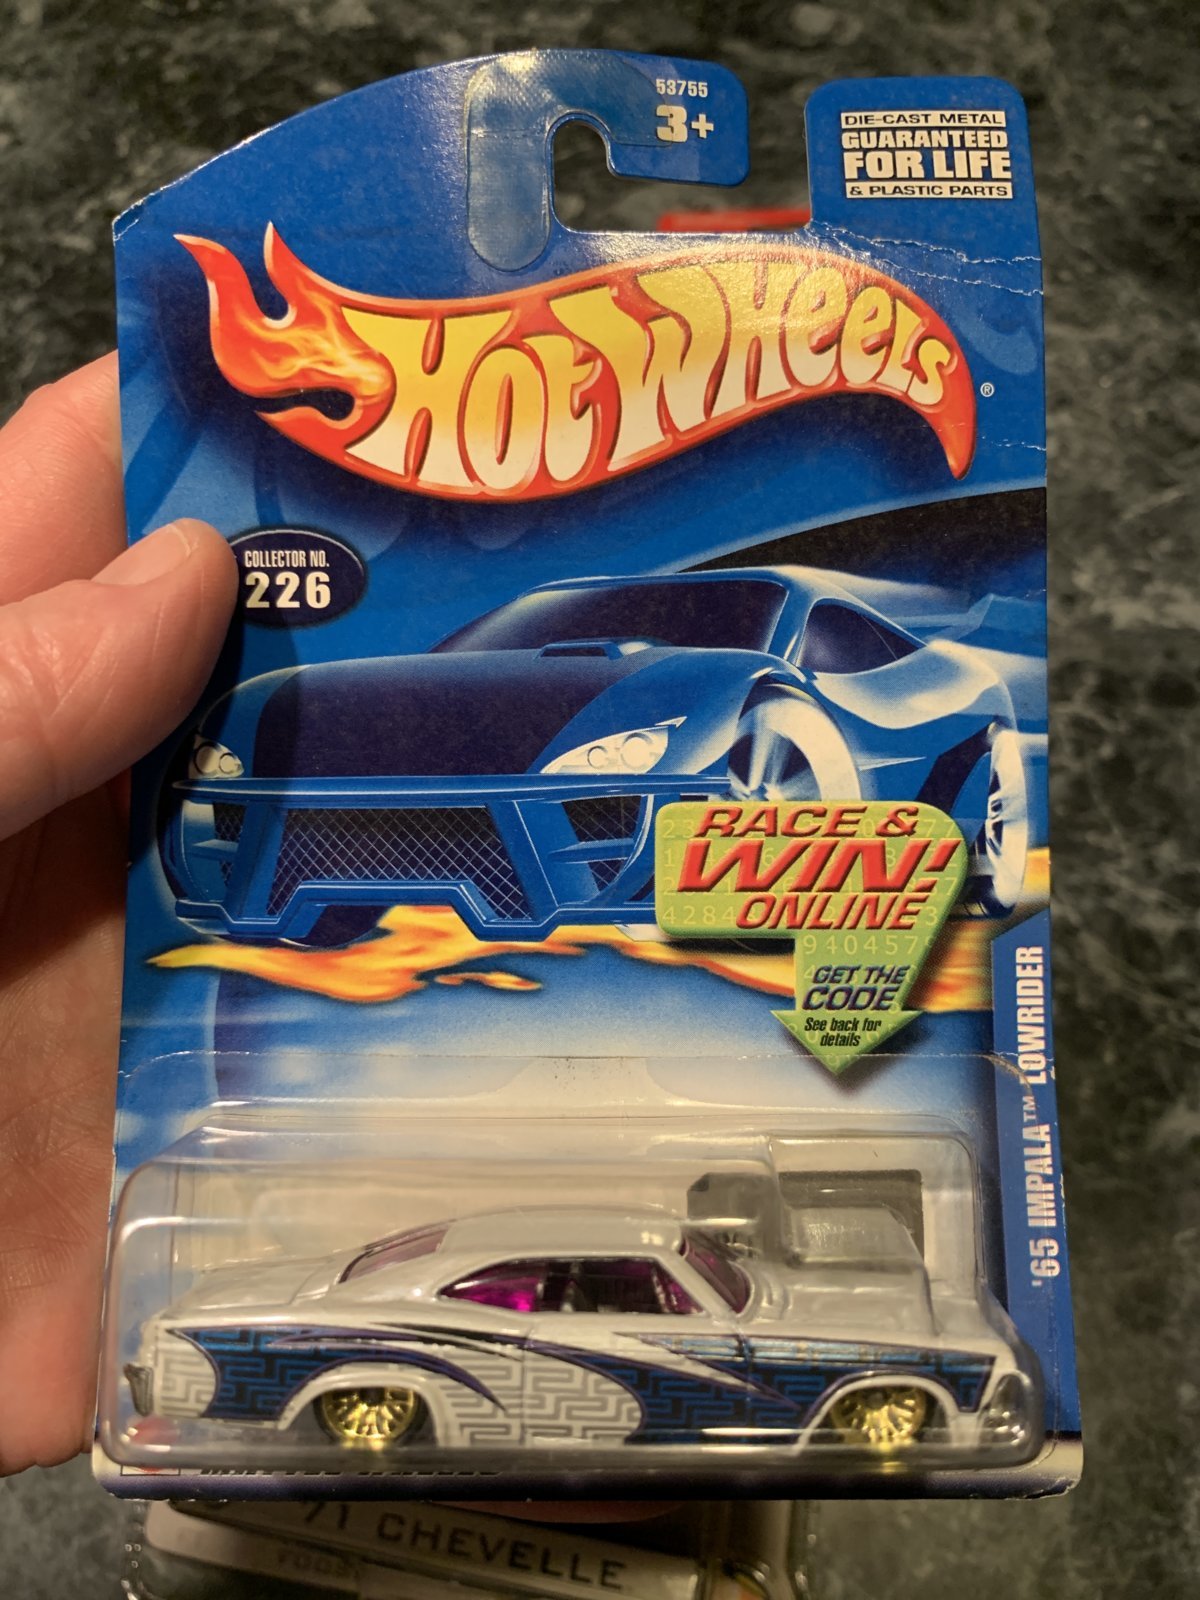 53755
3+
DIE-CAST METAL
GUARANTEED
FOR LIFE
& PLASTIC PARTS
HOT WHEELS
®
COLLECTOR NO.
226
RACE &
WIN!
ONLINE
GET THE
CODE
See back for
details
'65 IMPALA™ LOWRIDER
'71 CHEVELLE